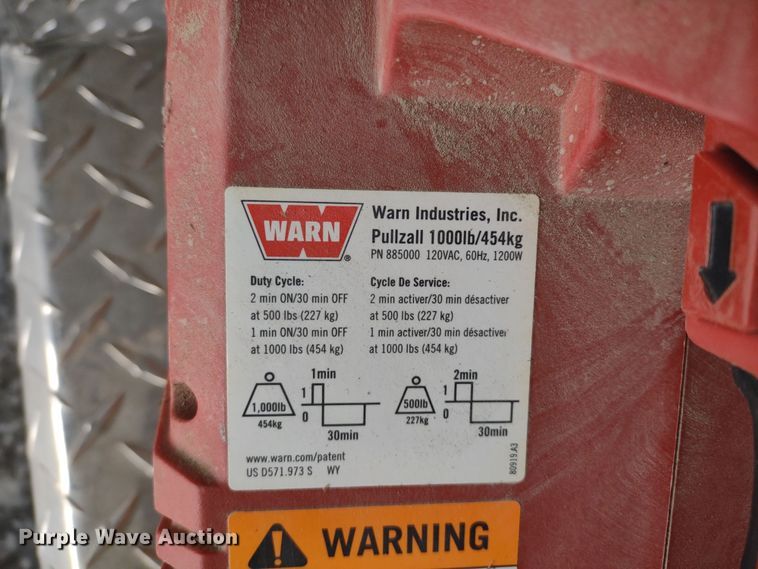 WARN
®
Warn Industries, Inc.
Pullzall 1000lb/454kg
PN 885000 120VAC, 60Hz, 1200W
Duty Cycle:
2 min ON/30 min OFF
at 500 lbs (227 kg)
1 min ON/30 min OFF
at 1000 lbs (454 kg)
Cycle De Service:
2 min activer/30 min désactiver
at 500 lbs (227 kg)
1 min activer/30 min désactiver
at 1000 lbs (454 kg)
1,000lb
454kg
1min
1
0
30min
500lb
227kg
2min
1
0
30min
www.warn.com/patent
US D571.973 S WY
80919.A3
WARNING
Purple Wave Auction®